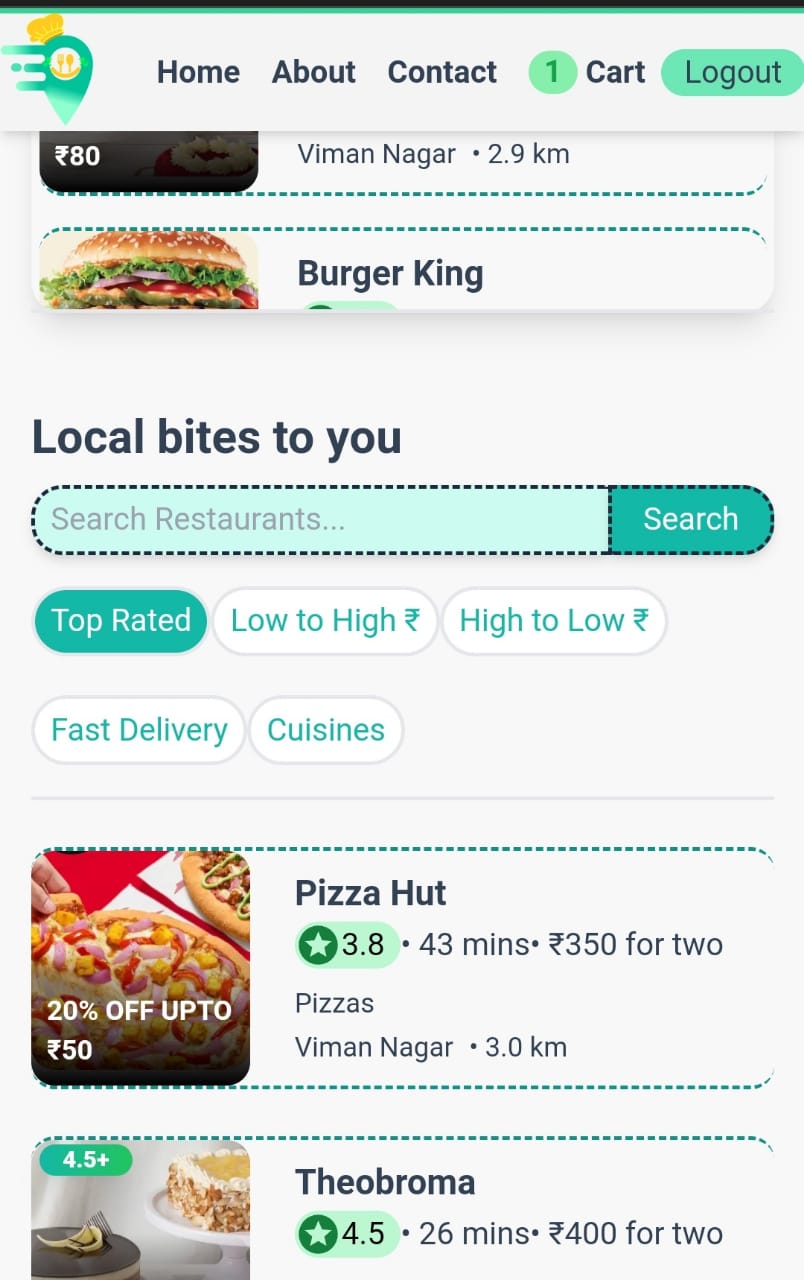 Home About Contact 1 Cart Logout
₹80
Viman Nagar • 2.9 km
Burger King
Local bites to you
Search Restaurants... Search
Top Rated Low to High ₹ High to Low ₹
Fast Delivery Cuisines
Pizza Hut
3.8 • 43 mins• ₹350 for two
20% OFF UPTO
₹50
Pizzas
Viman Nagar • 3.0 km
4.5+
Theobroma
4.5 • 26 mins• ₹400 for two